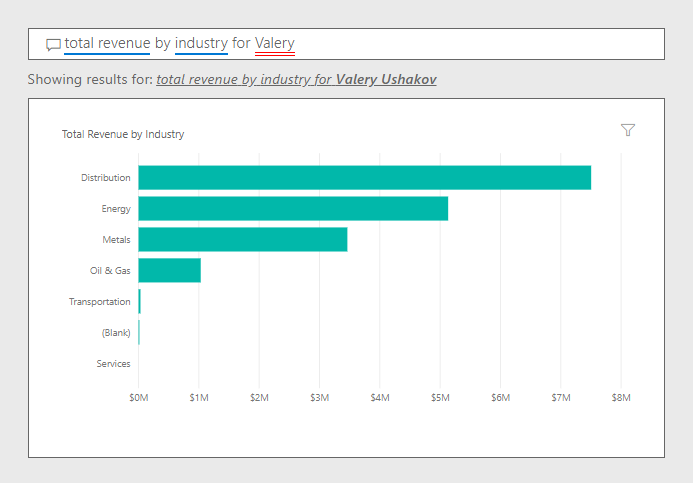 total revenue by industry for Valery
Showing results for: total revenue by industry for Valery Ushakov
Total Revenue by Industry
Distribution
Energy
Metals
Oil & Gas
Transportation
(Blank)
Services
$0M $1M $2M $3M $4M $5M $6M $7M $8M